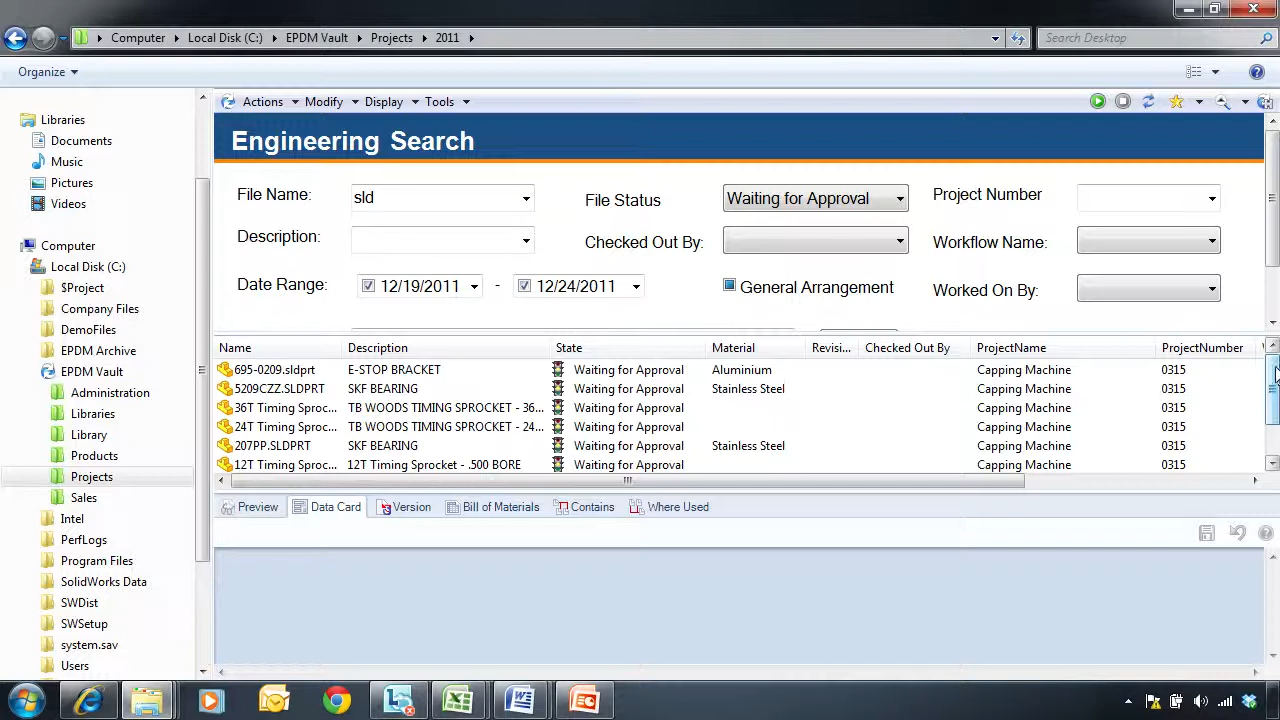 Computer Local Disk (C:) EPDM Vault Projects 2011 Search Desktop
Organize
Libraries
Documents
Music
Pictures
Videos
Computer
Local Disk (C:)
$Project
Company Files
DemoFiles
EPDM Archive
EPDM Vault
Administration
Libraries
Library
Products
Projects
Sales
Intel
PerfLogs
Program Files
SolidWorks Data
SWDist
SWSetup
system.sav
Users
Actions Modify Display Tools
Engineering Search
File Name: sld File Status Waiting for Approval Project Number
Description: Checked Out By: Workflow Name:
Date Range: 12/19/2011 - 12/24/2011 General Arrangement Worked On By:
Name Description State Material Revisi... Checked Out By ProjectName ProjectNumber
695-0209.sldprt E-STOP BRACKET Waiting for Approval Aluminium Capping Machine 0315
5209CZZ.SLDPRT SKF BEARING Waiting for Approval Stainless Steel Capping Machine 0315
36T Timing Sproc... TB WOODS TIMING SPROCKET - 36... Waiting for Approval Capping Machine 0315
24T Timing Sproc... TB WOODS TIMING SPROCKET - 24... Waiting for Approval Capping Machine 0315
207PP.SLDPRT SKF BEARING Waiting for Approval Stainless Steel Capping Machine 0315
12T Timing Sproc... 12T Timing Sprocket - .500 BORE Waiting for Approval Capping Machine 0315
Preview Data Card Version Bill of Materials Contains Where Used